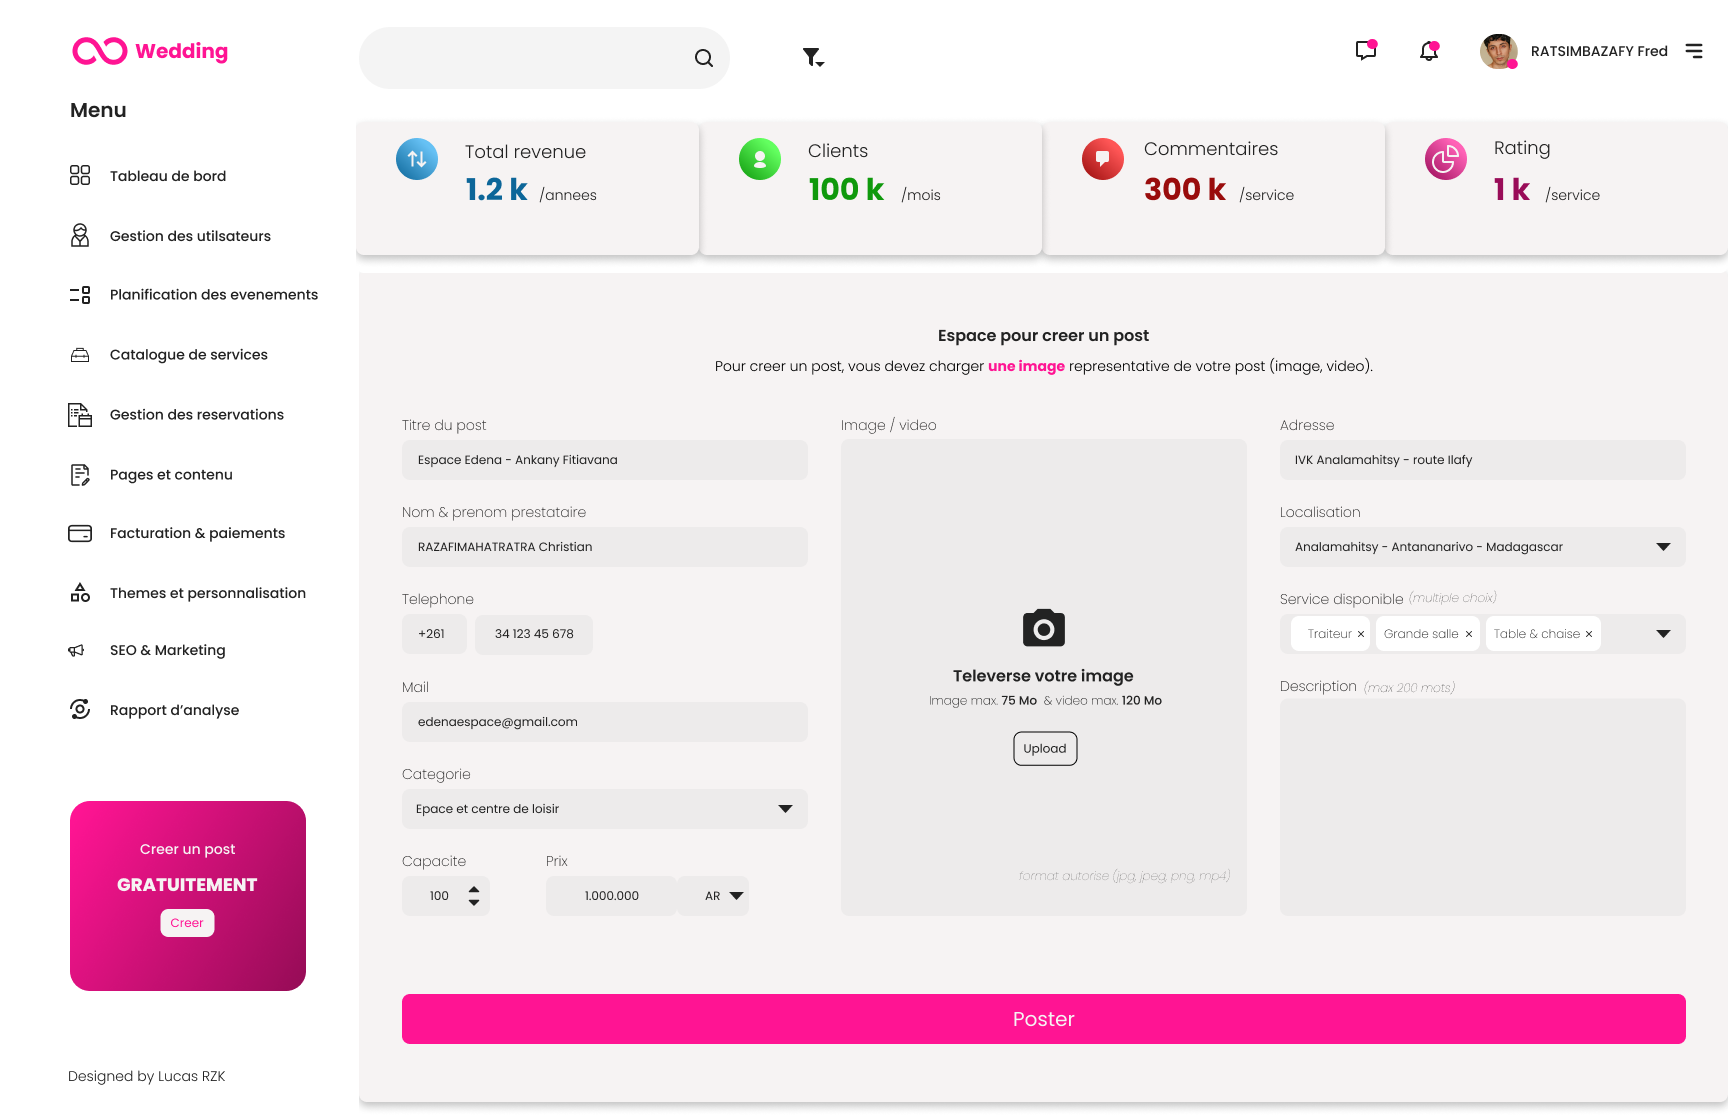 Wedding
RATSIMBAZAFY Fred
Menu
Tableau de bord
Gestion des utilsateurs
Planification des evenements
Catalogue de services
Gestion des reservations
Pages et contenu
Facturation & paiements
Themes et personnalisation
SEO & Marketing
Rapport d’analyse
Creer un post
GRATUITEMENT
Creer
Designed by Lucas RZK
Total revenue
1.2 k /annees
Clients
100 k /mois
Commentaires
300 k /service
Rating
1 k /service
Espace pour creer un post
Pour creer un post, vous devez charger une image representative de votre post (image, video).
Titre du post
Espace Edena - Ankany Fitiavana
Nom & prenom prestataire
RAZAFIMAHATRATRA Christian
Telephone
+261 34 123 45 678
Mail
edenaespace@gmail.com
Categorie
Epace et centre de loisir
Capacite Prix
100 1.000.000 AR
Image / video
Televerse votre image
Image max. 75 Mo & video max. 120 Mo
Upload
format autorise (jpg, jpeg, png, mp4)
Adresse
IVK Analamahitsy - route Ilafy
Localisation
Analamahitsy - Antananarivo - Madagascar
Service disponible (multiple choix)
Traiteur × Grande salle × Table & chaise ×
Description (max 200 mots)
Poster